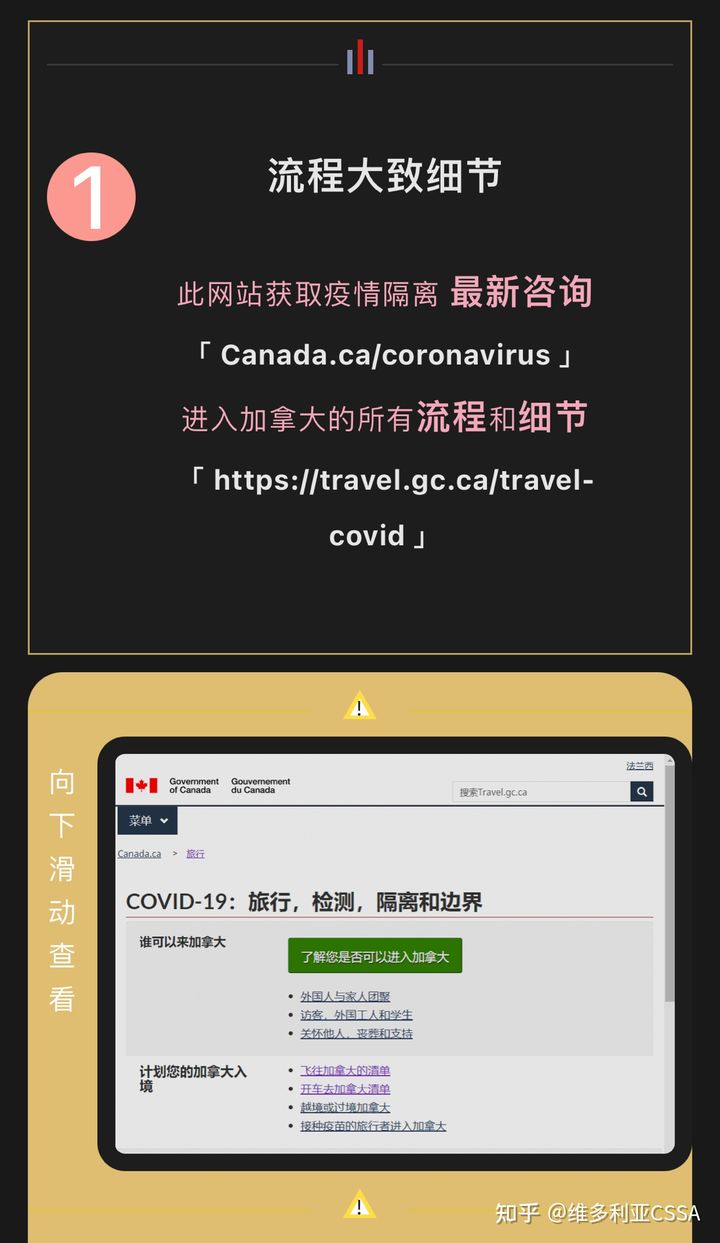 1
流程大致细节
此网站获取疫情隔离 最新咨询
「 Canada.ca/coronavirus 」
进入加拿大的所有流程和细节
「 https://travel.gc.ca/travel-
covid 」
向下滑动查看
法兰西
Government
of Canada
Gouvernement
du Canada
搜索Travel.gc.ca
菜单
Canada.ca > 旅行
COVID-19：旅行，检测，隔离和边界
谁可以来加拿大
了解您是否可以进入加拿大
• 外国人与家人团聚
• 访客，外国工人和学生
• 关怀他人，丧葬和支持
计划您的加拿大入
境
• 飞往加拿大的清单
• 开车去加拿大清单
• 越境或过境加拿大
• 接种疫苗的旅行者进入加拿大
知乎 @维多利亚CSSA